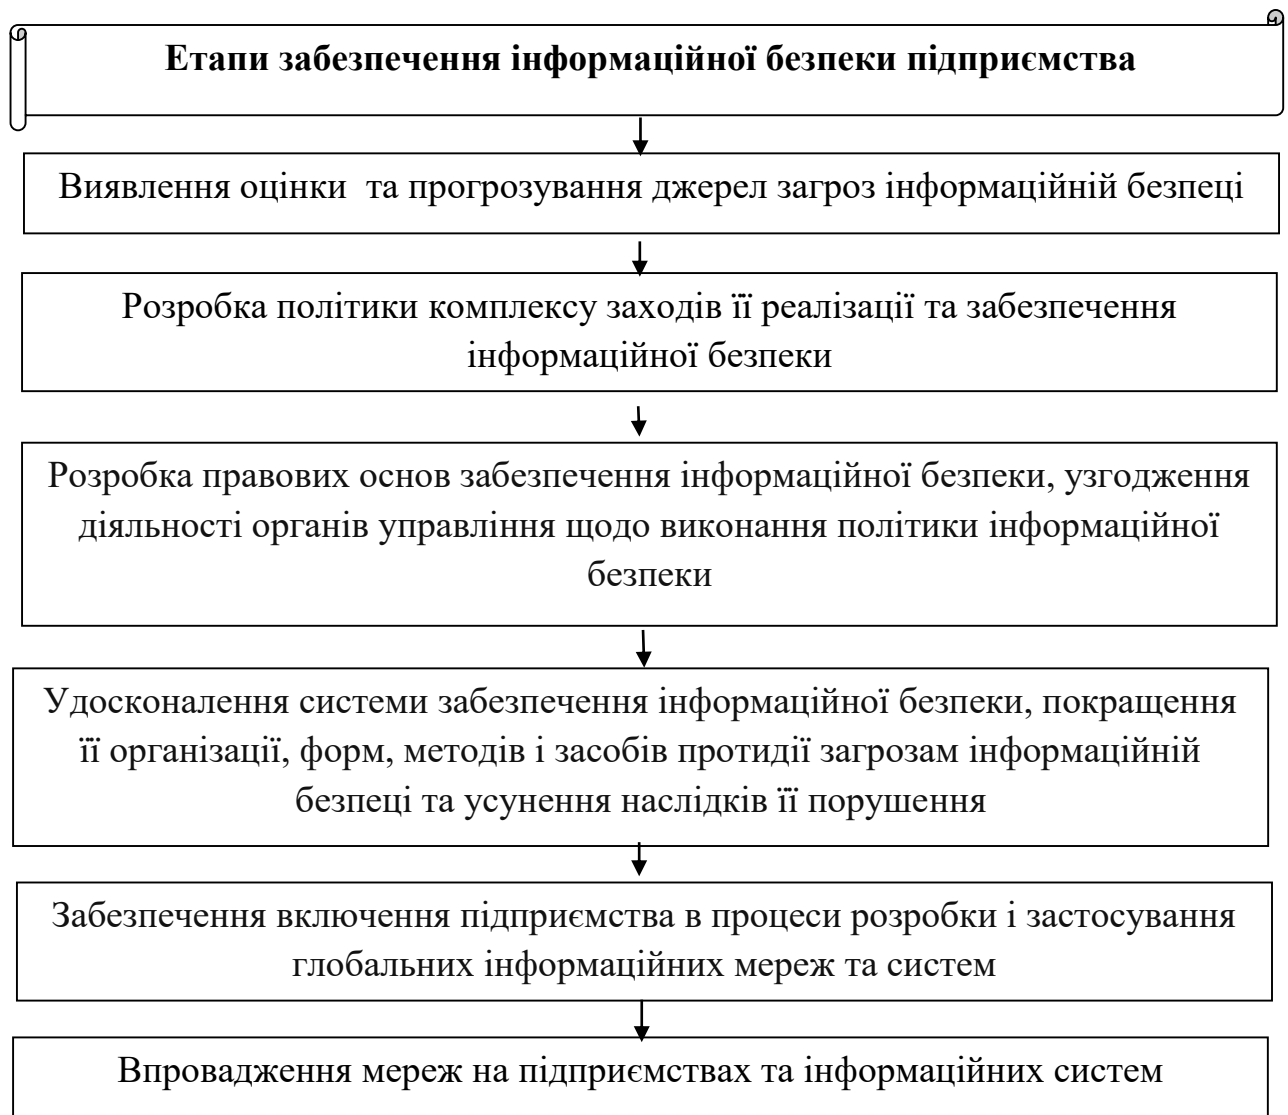 Етапи забезпечення інформаційної безпеки підприємства
Виявлення оцінки та прогрозування джерел загроз інформаційній безпеці
Розробка політики комплексу заходів її реалізації та забезпечення
інформаційної безпеки
Розробка правових основ забезпечення інформаційної безпеки, узгодження
діяльності органів управління щодо виконання політики інформаційної
безпеки
Удосконалення системи забезпечення інформаційної безпеки, покращення
її організації, форм, методів і засобів протидії загрозам інформаційній
безпеці та усунення наслідків її порушення
Забезпечення включення підприємства в процеси розробки і застосування
глобальних інформаційних мереж та систем
Впровадження мереж на підприємствах та інформаційних систем